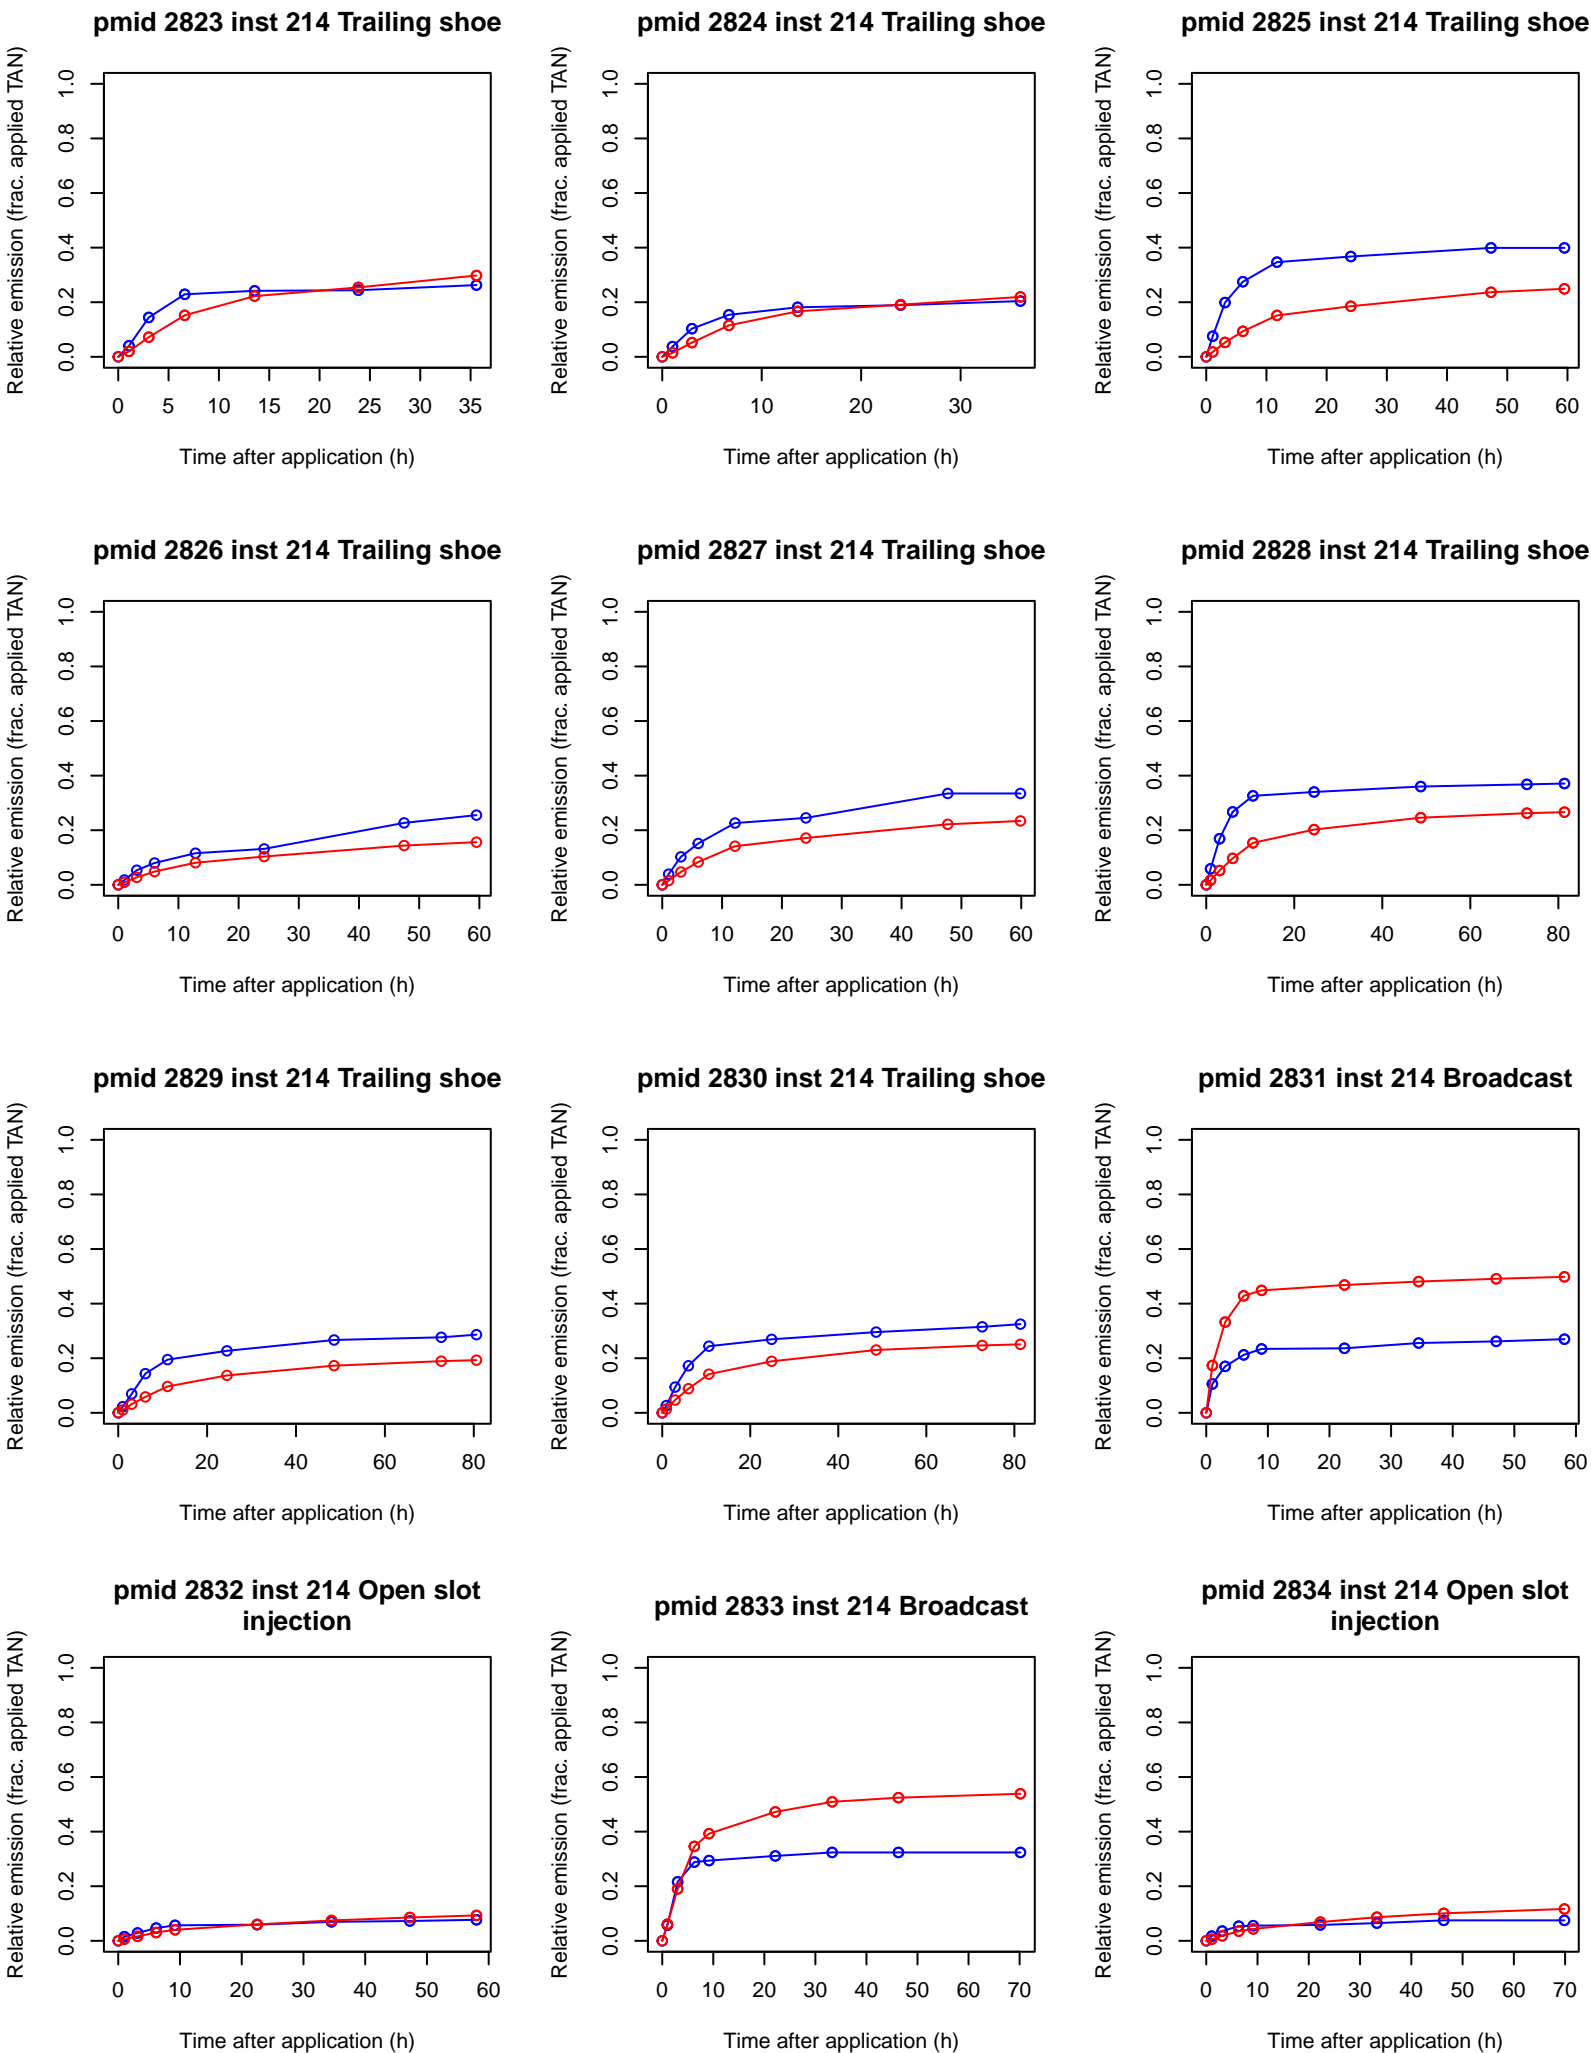 pmid 2823 inst 214 Trailing shoe
Relative emission (frac. applied TAN)
0.0 0.2 0.4 0.6 0.8 1.0
0 5 10 15 20 25 30 35
Time after application (h)
pmid 2824 inst 214 Trailing shoe
Relative emission (frac. applied TAN)
0.0 0.2 0.4 0.6 0.8 1.0
0 10 20 30
Time after application (h)
pmid 2825 inst 214 Trailing shoe
Relative emission (frac. applied TAN)
0.0 0.2 0.4 0.6 0.8 1.0
0 10 20 30 40 50 60
Time after application (h)
pmid 2826 inst 214 Trailing shoe
Relative emission (frac. applied TAN)
0.0 0.2 0.4 0.6 0.8 1.0
0 10 20 30 40 50 60
Time after application (h)
pmid 2827 inst 214 Trailing shoe
Relative emission (frac. applied TAN)
0.0 0.2 0.4 0.6 0.8 1.0
0 10 20 30 40 50 60
Time after application (h)
pmid 2828 inst 214 Trailing shoe
Relative emission (frac. applied TAN)
0.0 0.2 0.4 0.6 0.8 1.0
0 20 40 60 80
Time after application (h)
pmid 2829 inst 214 Trailing shoe
Relative emission (frac. applied TAN)
0.0 0.2 0.4 0.6 0.8 1.0
0 20 40 60 80
Time after application (h)
pmid 2830 inst 214 Trailing shoe
Relative emission (frac. applied TAN)
0.0 0.2 0.4 0.6 0.8 1.0
0 20 40 60 80
Time after application (h)
pmid 2831 inst 214 Broadcast
Relative emission (frac. applied TAN)
0.0 0.2 0.4 0.6 0.8 1.0
0 10 20 30 40 50 60
Time after application (h)
pmid 2832 inst 214 Open slot
injection
Relative emission (frac. applied TAN)
0.0 0.2 0.4 0.6 0.8 1.0
0 10 20 30 40 50 60
Time after application (h)
pmid 2833 inst 214 Broadcast
Relative emission (frac. applied TAN)
0.0 0.2 0.4 0.6 0.8 1.0
0 10 20 30 40 50 60 70
Time after application (h)
pmid 2834 inst 214 Open slot
injection
Relative emission (frac. applied TAN)
0.0 0.2 0.4 0.6 0.8 1.0
0 10 20 30 40 50 60 70
Time after application (h)